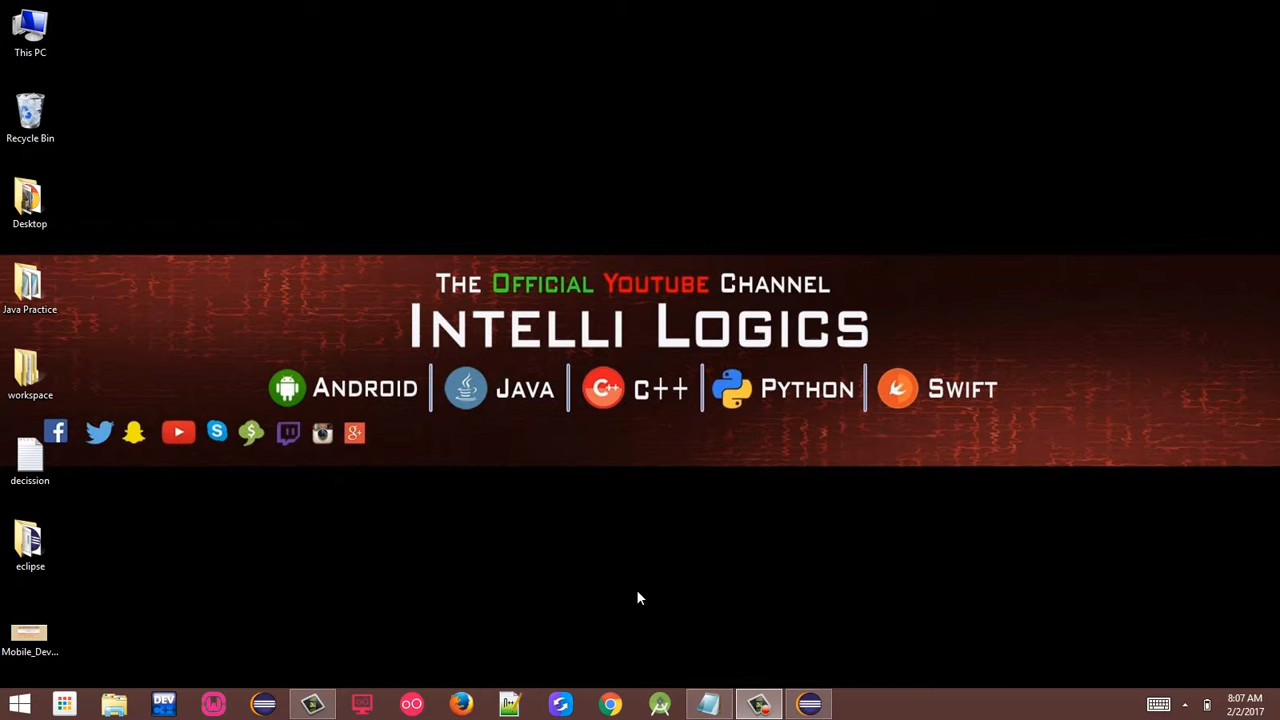 This PC
Recycle Bin
Desktop
Java Practice
workspace
decission
eclipse
Mobile_Dev...
The Official Youtube Channel
Intelli Logics
Android
Java
C++ C++
Python
Swift
DEV
8:07 AM
2/2/2017